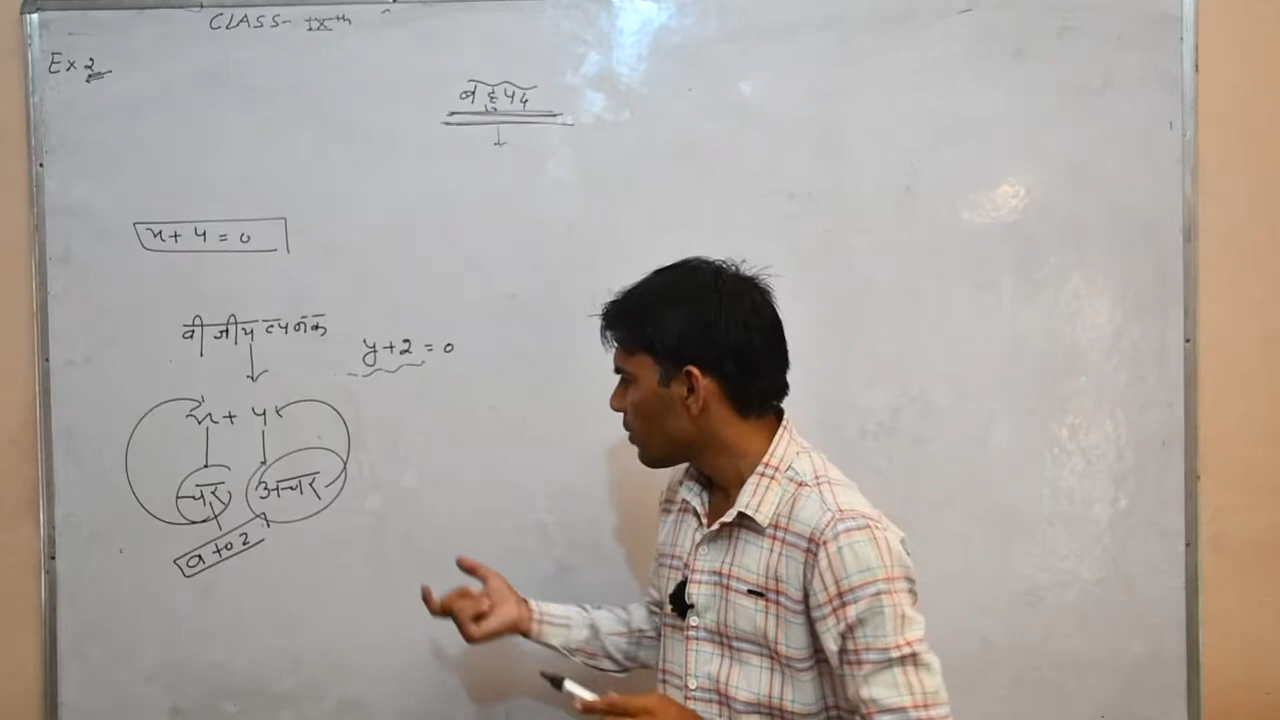 CLASS- IXth
Ex 2
बहुपद
x + 4 = 0
वीजीय व्यंजक
y + 2 = 0
x + 4
चर अचर
a to z